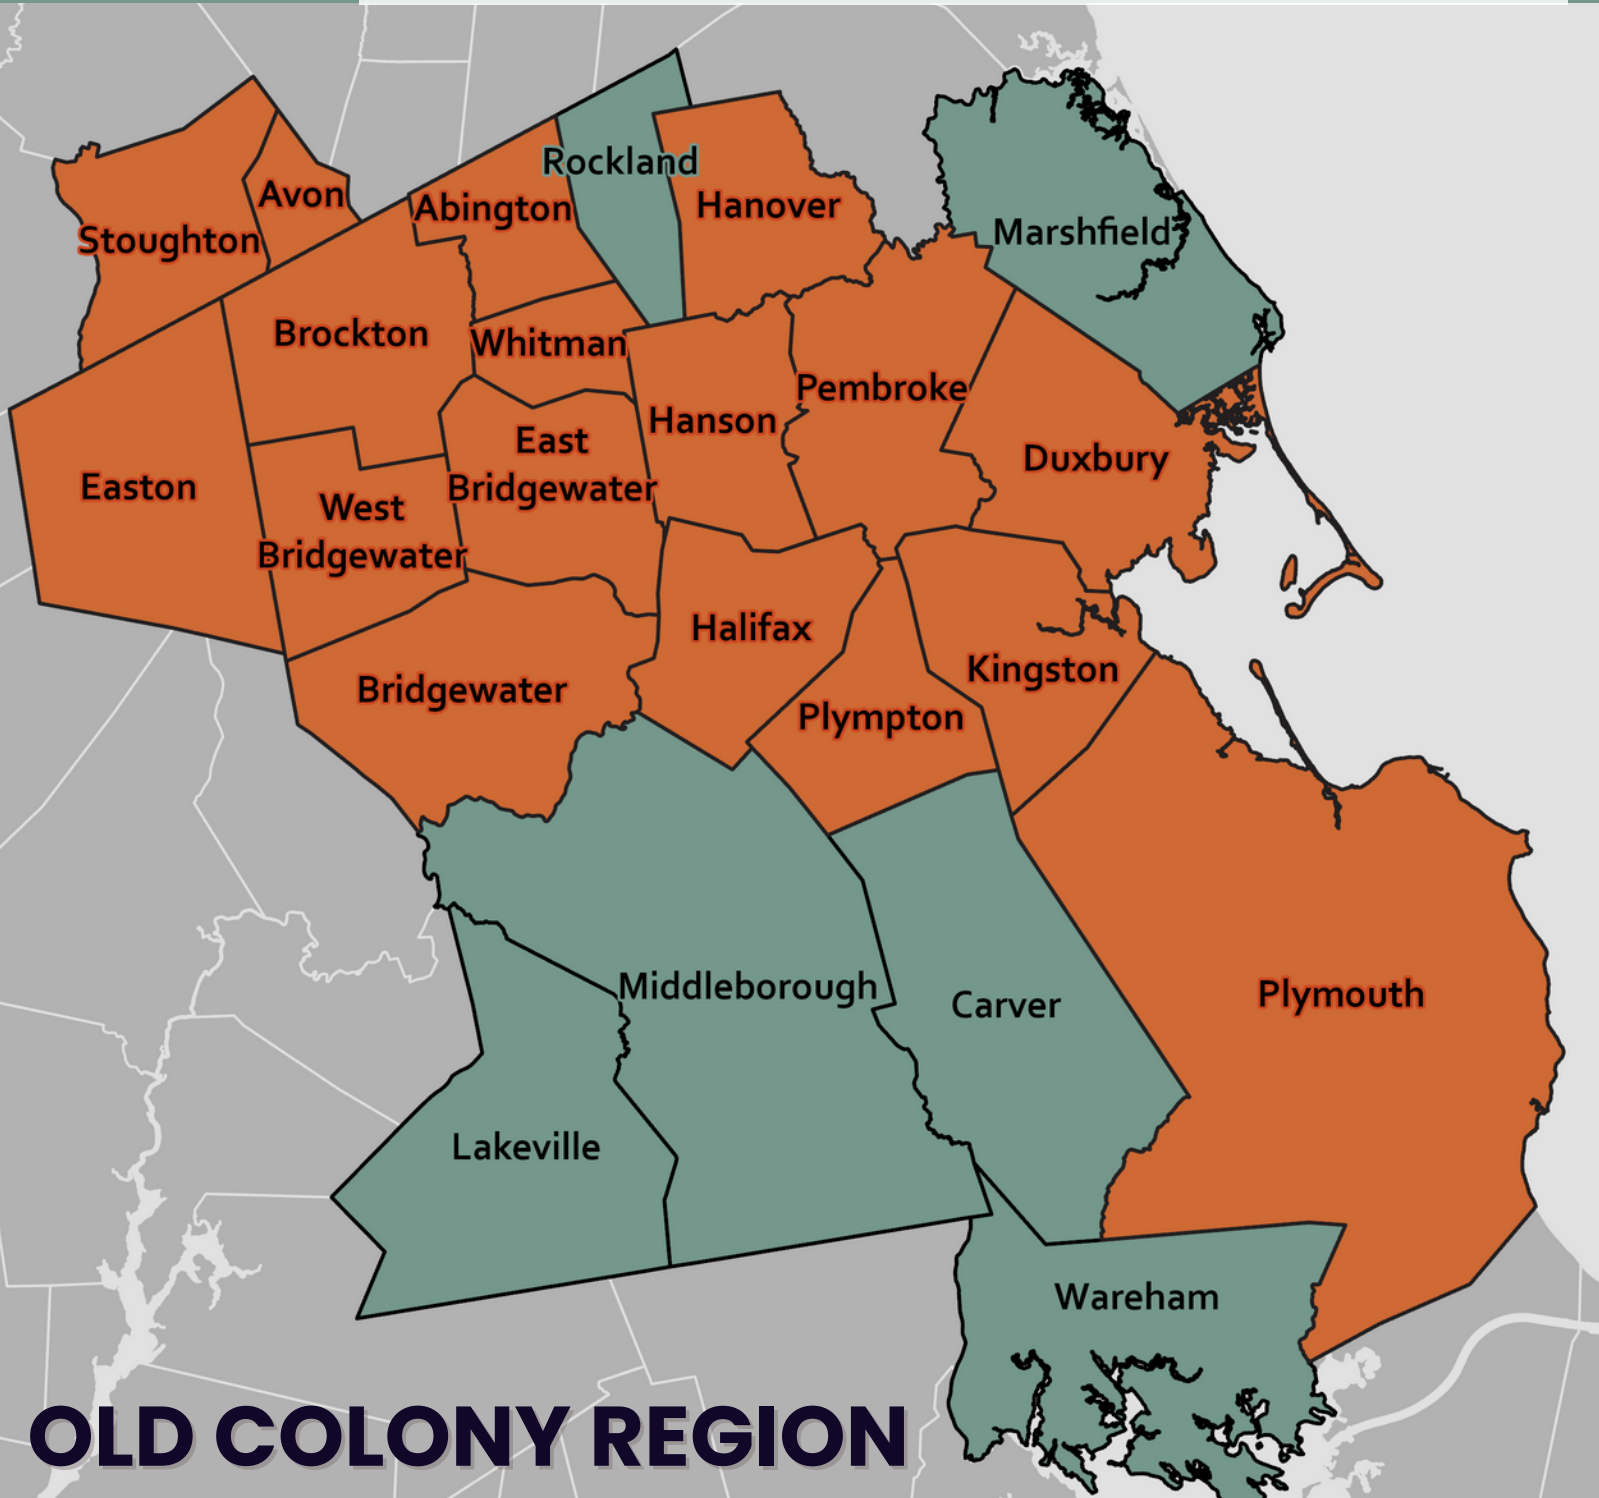 Rockland
Avon
Abington
Hanover
Stoughton
Marshfield
Brockton
Whitman
Pembroke
Hanson
East
Bridgewater
Duxbury
Easton
West
Bridgewater
Halifax
Kingston
Bridgewater
Plympton
Middleborough
Carver
Plymouth
Lakeville
Wareham
OLD COLONY REGION